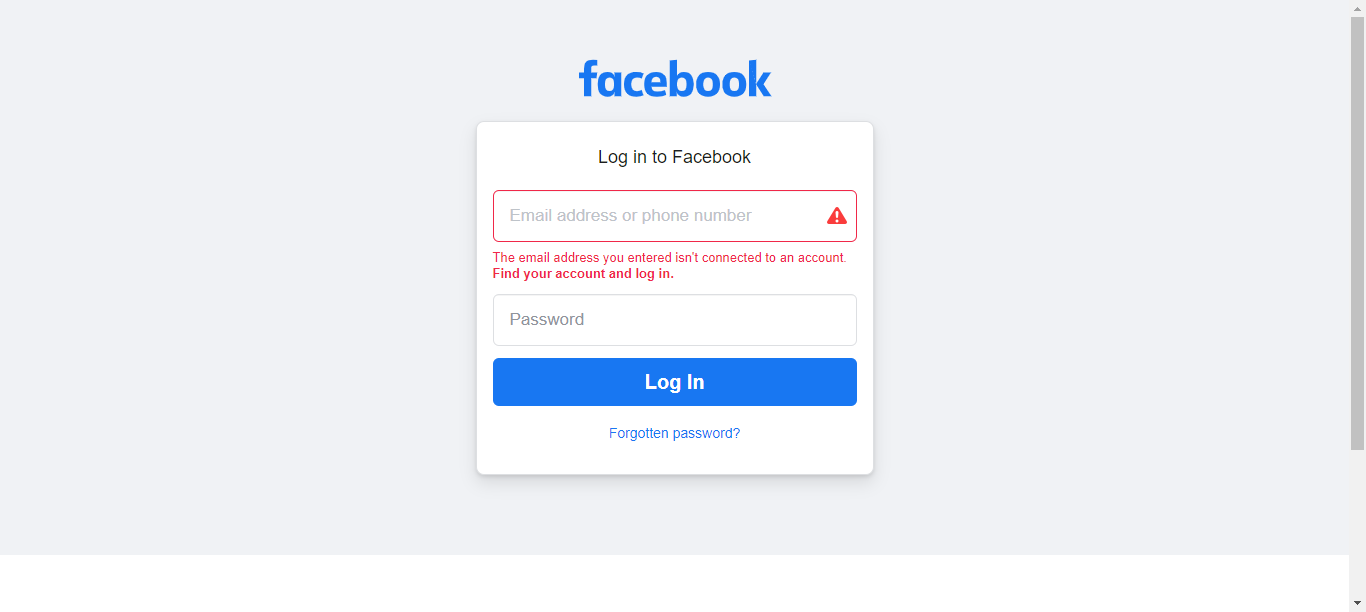 facebook
Log in to Facebook
Email address or phone number
The email address you entered isn't connected to an account.
Find your account and log in.
Password
Log In
Forgotten password?